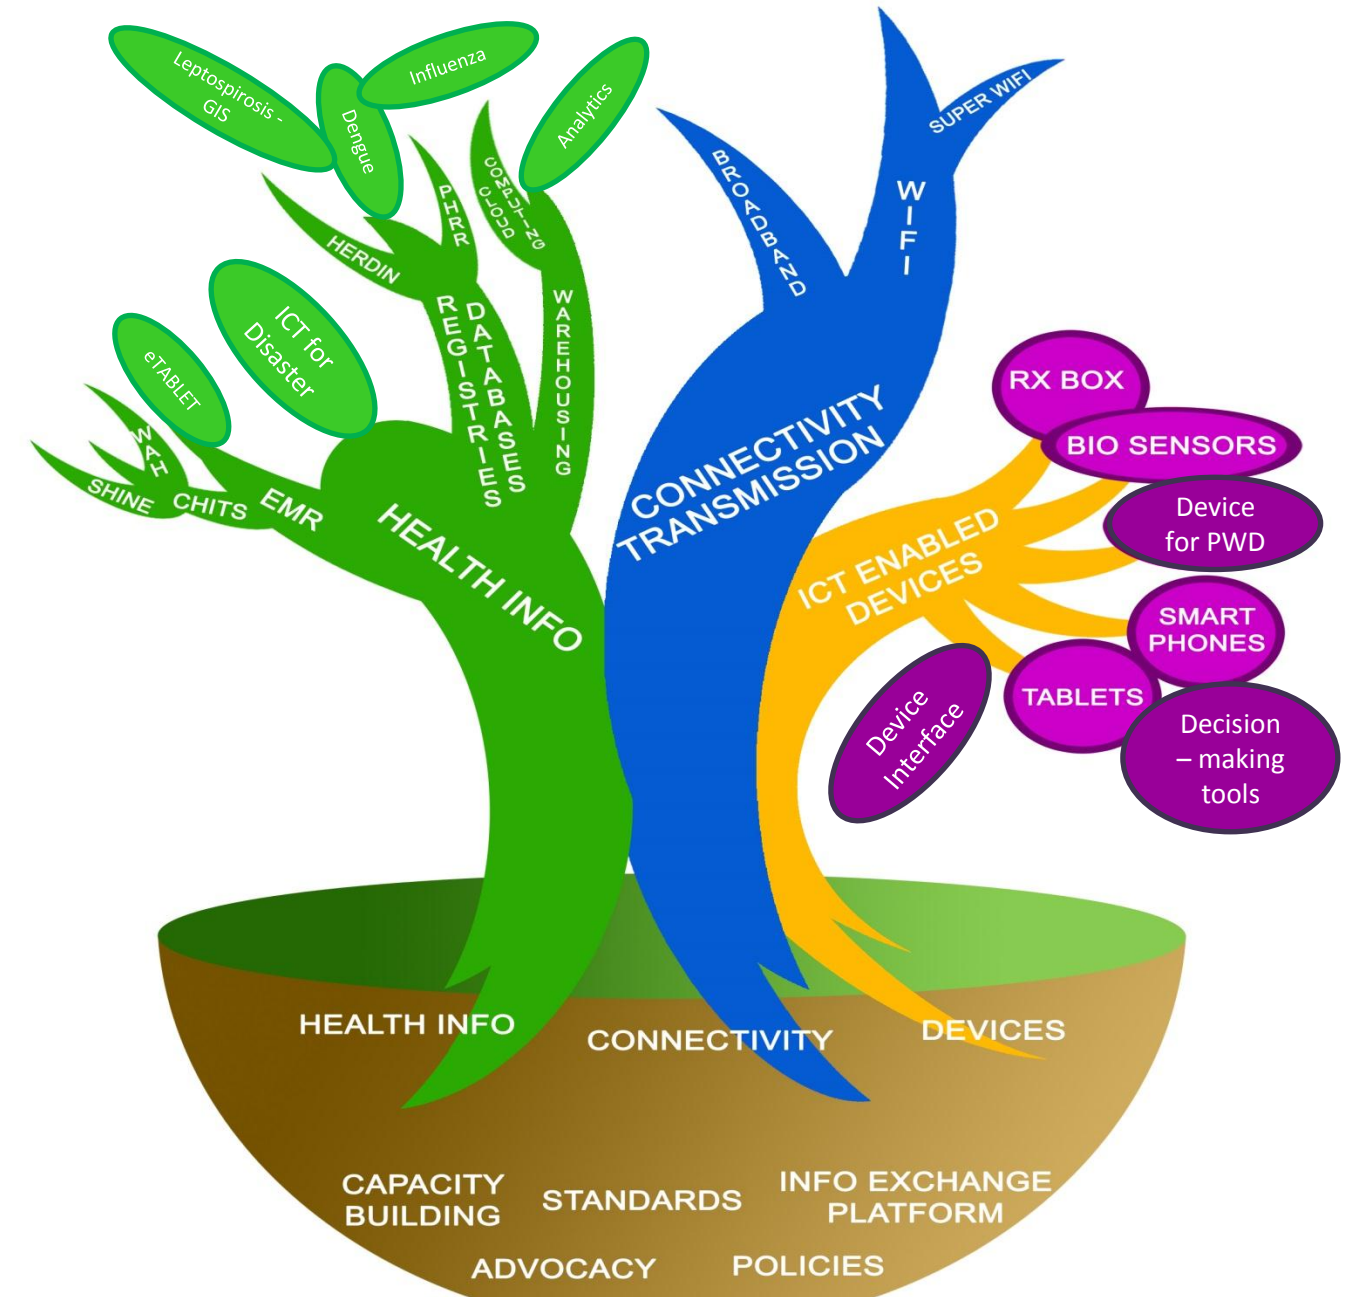 Leptospirosis -
GIS
Dengue
Influenza
Analytics
HERDIN
PHRR
CLOUD
COMPUTING
REGISTRIES
DATABASES
WAREHOUSING
ICT for
Disaster
eTABLET
WAH
SHINE
CHITS
EMR
HEALTH INFO
BROADBAND
WIFI
SUPER WIFI
CONNECTIVITY
TRANSMISSION
ICT ENABLED
DEVICES
RX BOX
BIO SENSORS
Device
for PWD
SMART
PHONES
TABLETS
Device
Interface
Decision
– making
tools
HEALTH INFO
CONNECTIVITY
DEVICES
CAPACITY
BUILDING
STANDARDS
INFO EXCHANGE
PLATFORM
ADVOCACY
POLICIES